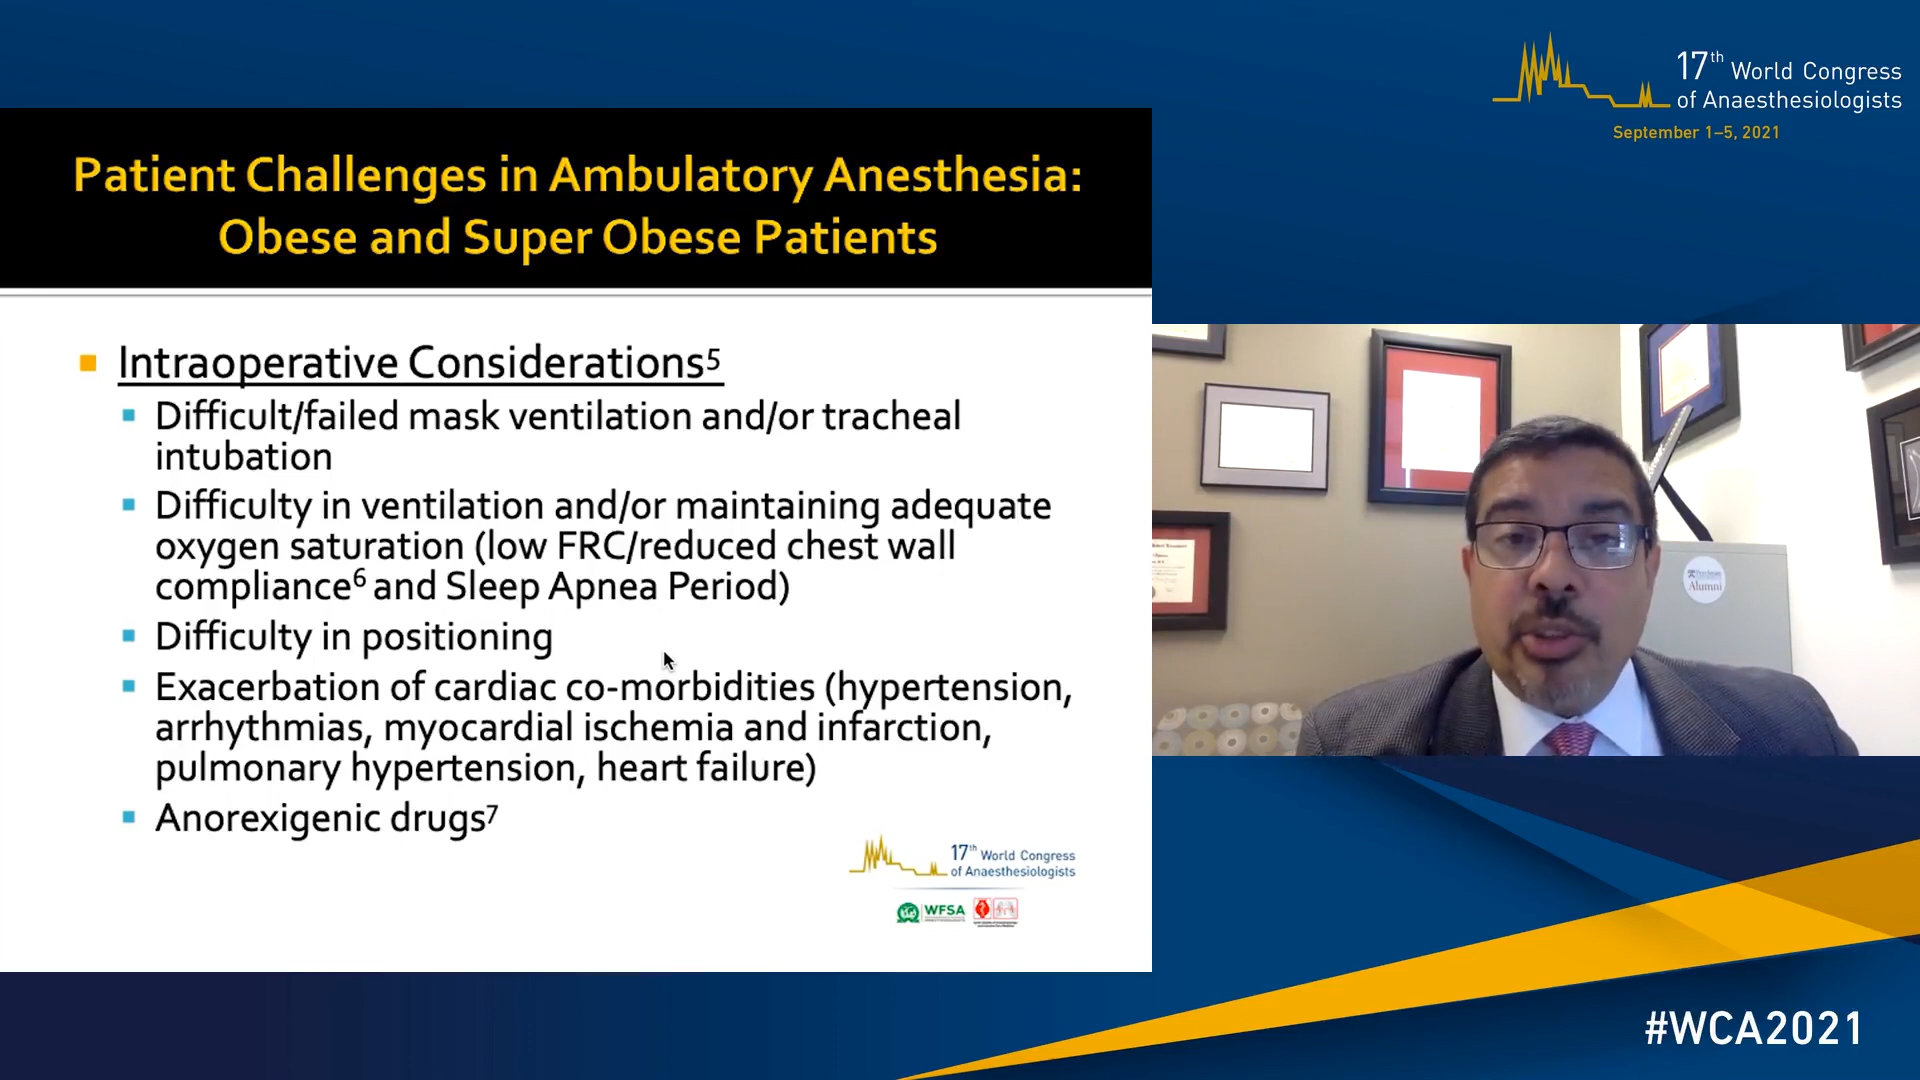 17th World Congress
of Anaesthesiologists
September 1–5, 2021
Patient Challenges in Ambulatory Anesthesia:
Obese and Super Obese Patients
Intraoperative Considerations5
Difficult/failed mask ventilation and/or tracheal
intubation
Difficulty in ventilation and/or maintaining adequate
oxygen saturation (low FRC/reduced chest wall
compliance6 and Sleep Apnea Period)
Difficulty in positioning
Exacerbation of cardiac co-morbidities (hypertension,
arrhythmias, myocardial ischemia and infarction,
pulmonary hypertension, heart failure)
Anorexigenic drugs7
17th World Congress
of Anaesthesiologists
WFSA
Alumni
#WCA2021